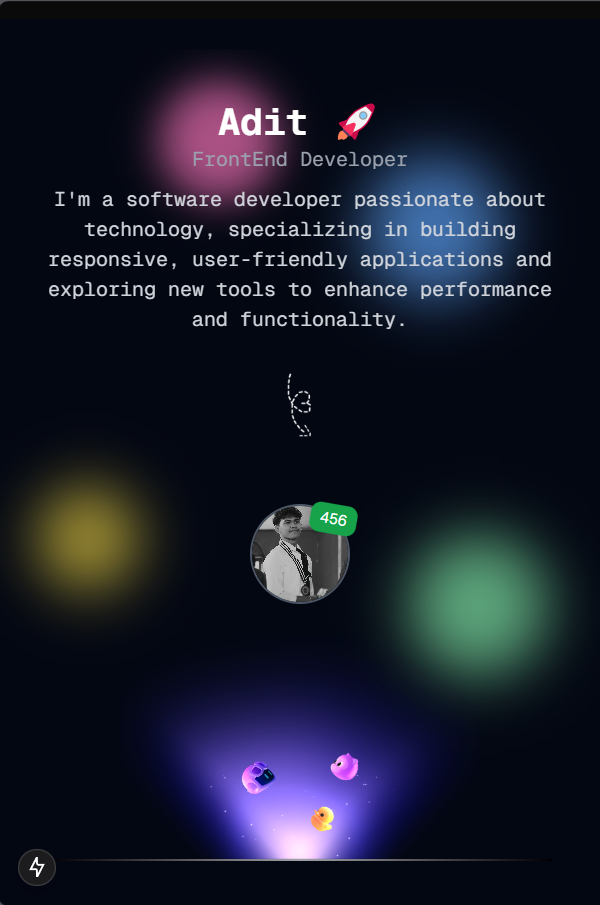 Adit 🚀
FrontEnd Developer
I'm a software developer passionate about
technology, specializing in building
responsive, user-friendly applications and
exploring new tools to enhance performance
and functionality.
456